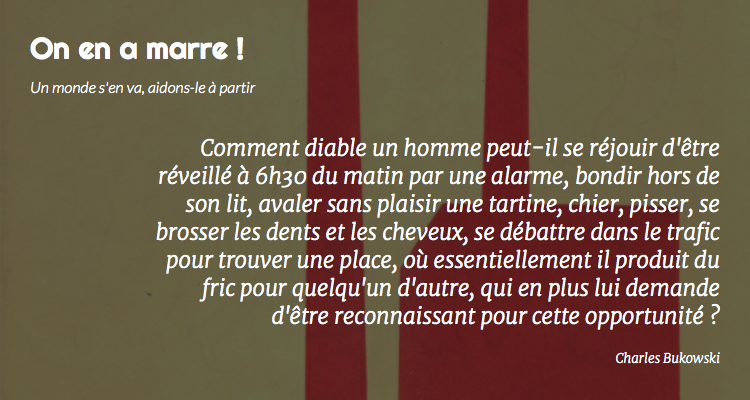 On en a marre !
Un monde s'en va, aidons-le à partir
Comment diable un homme peut-il se réjouir d'être
réveillé à 6h30 du matin par une alarme, bondir hors de
son lit, avaler sans plaisir une tartine, chier, pisser, se
brosser les dents et les cheveux, se débattre dans le trafic
pour trouver une place, où essentiellement il produit du
fric pour quelqu'un d'autre, qui en plus lui demande
d'être reconnaissant pour cette opportunité ?
Charles Bukowski